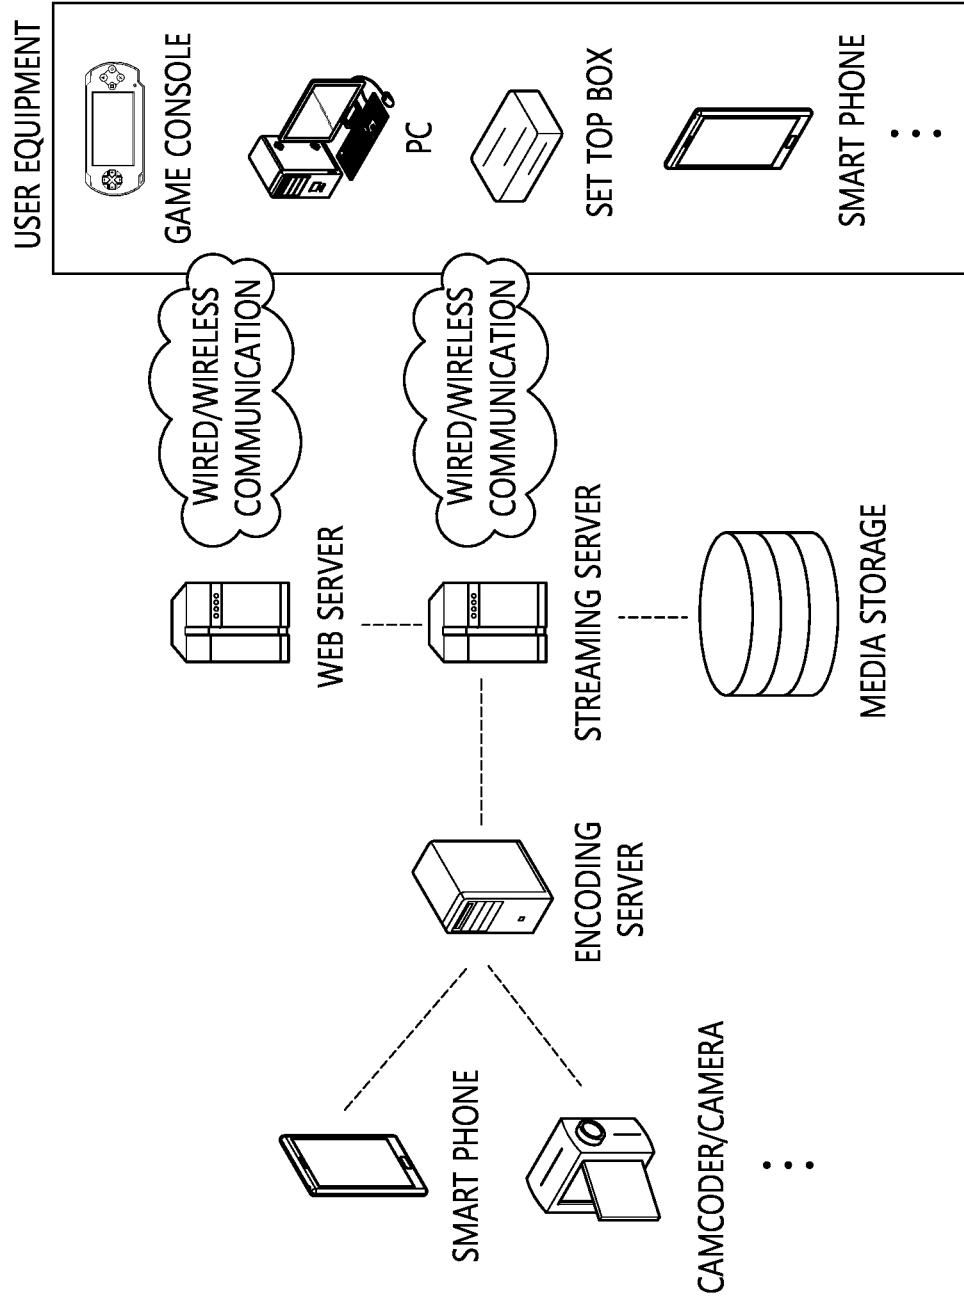 USER EQUIPMENT
GAME CONSOLE
PC
SET TOP BOX
SMART PHONE
WIRED/WIRELESS
COMMUNICATION
WIRED/WIRELESS
COMMUNICATION
WEB SERVER
STREAMING SERVER
MEDIA STORAGE
ENCODING
SERVER
SMART PHONE
CAMCODER/CAMERA